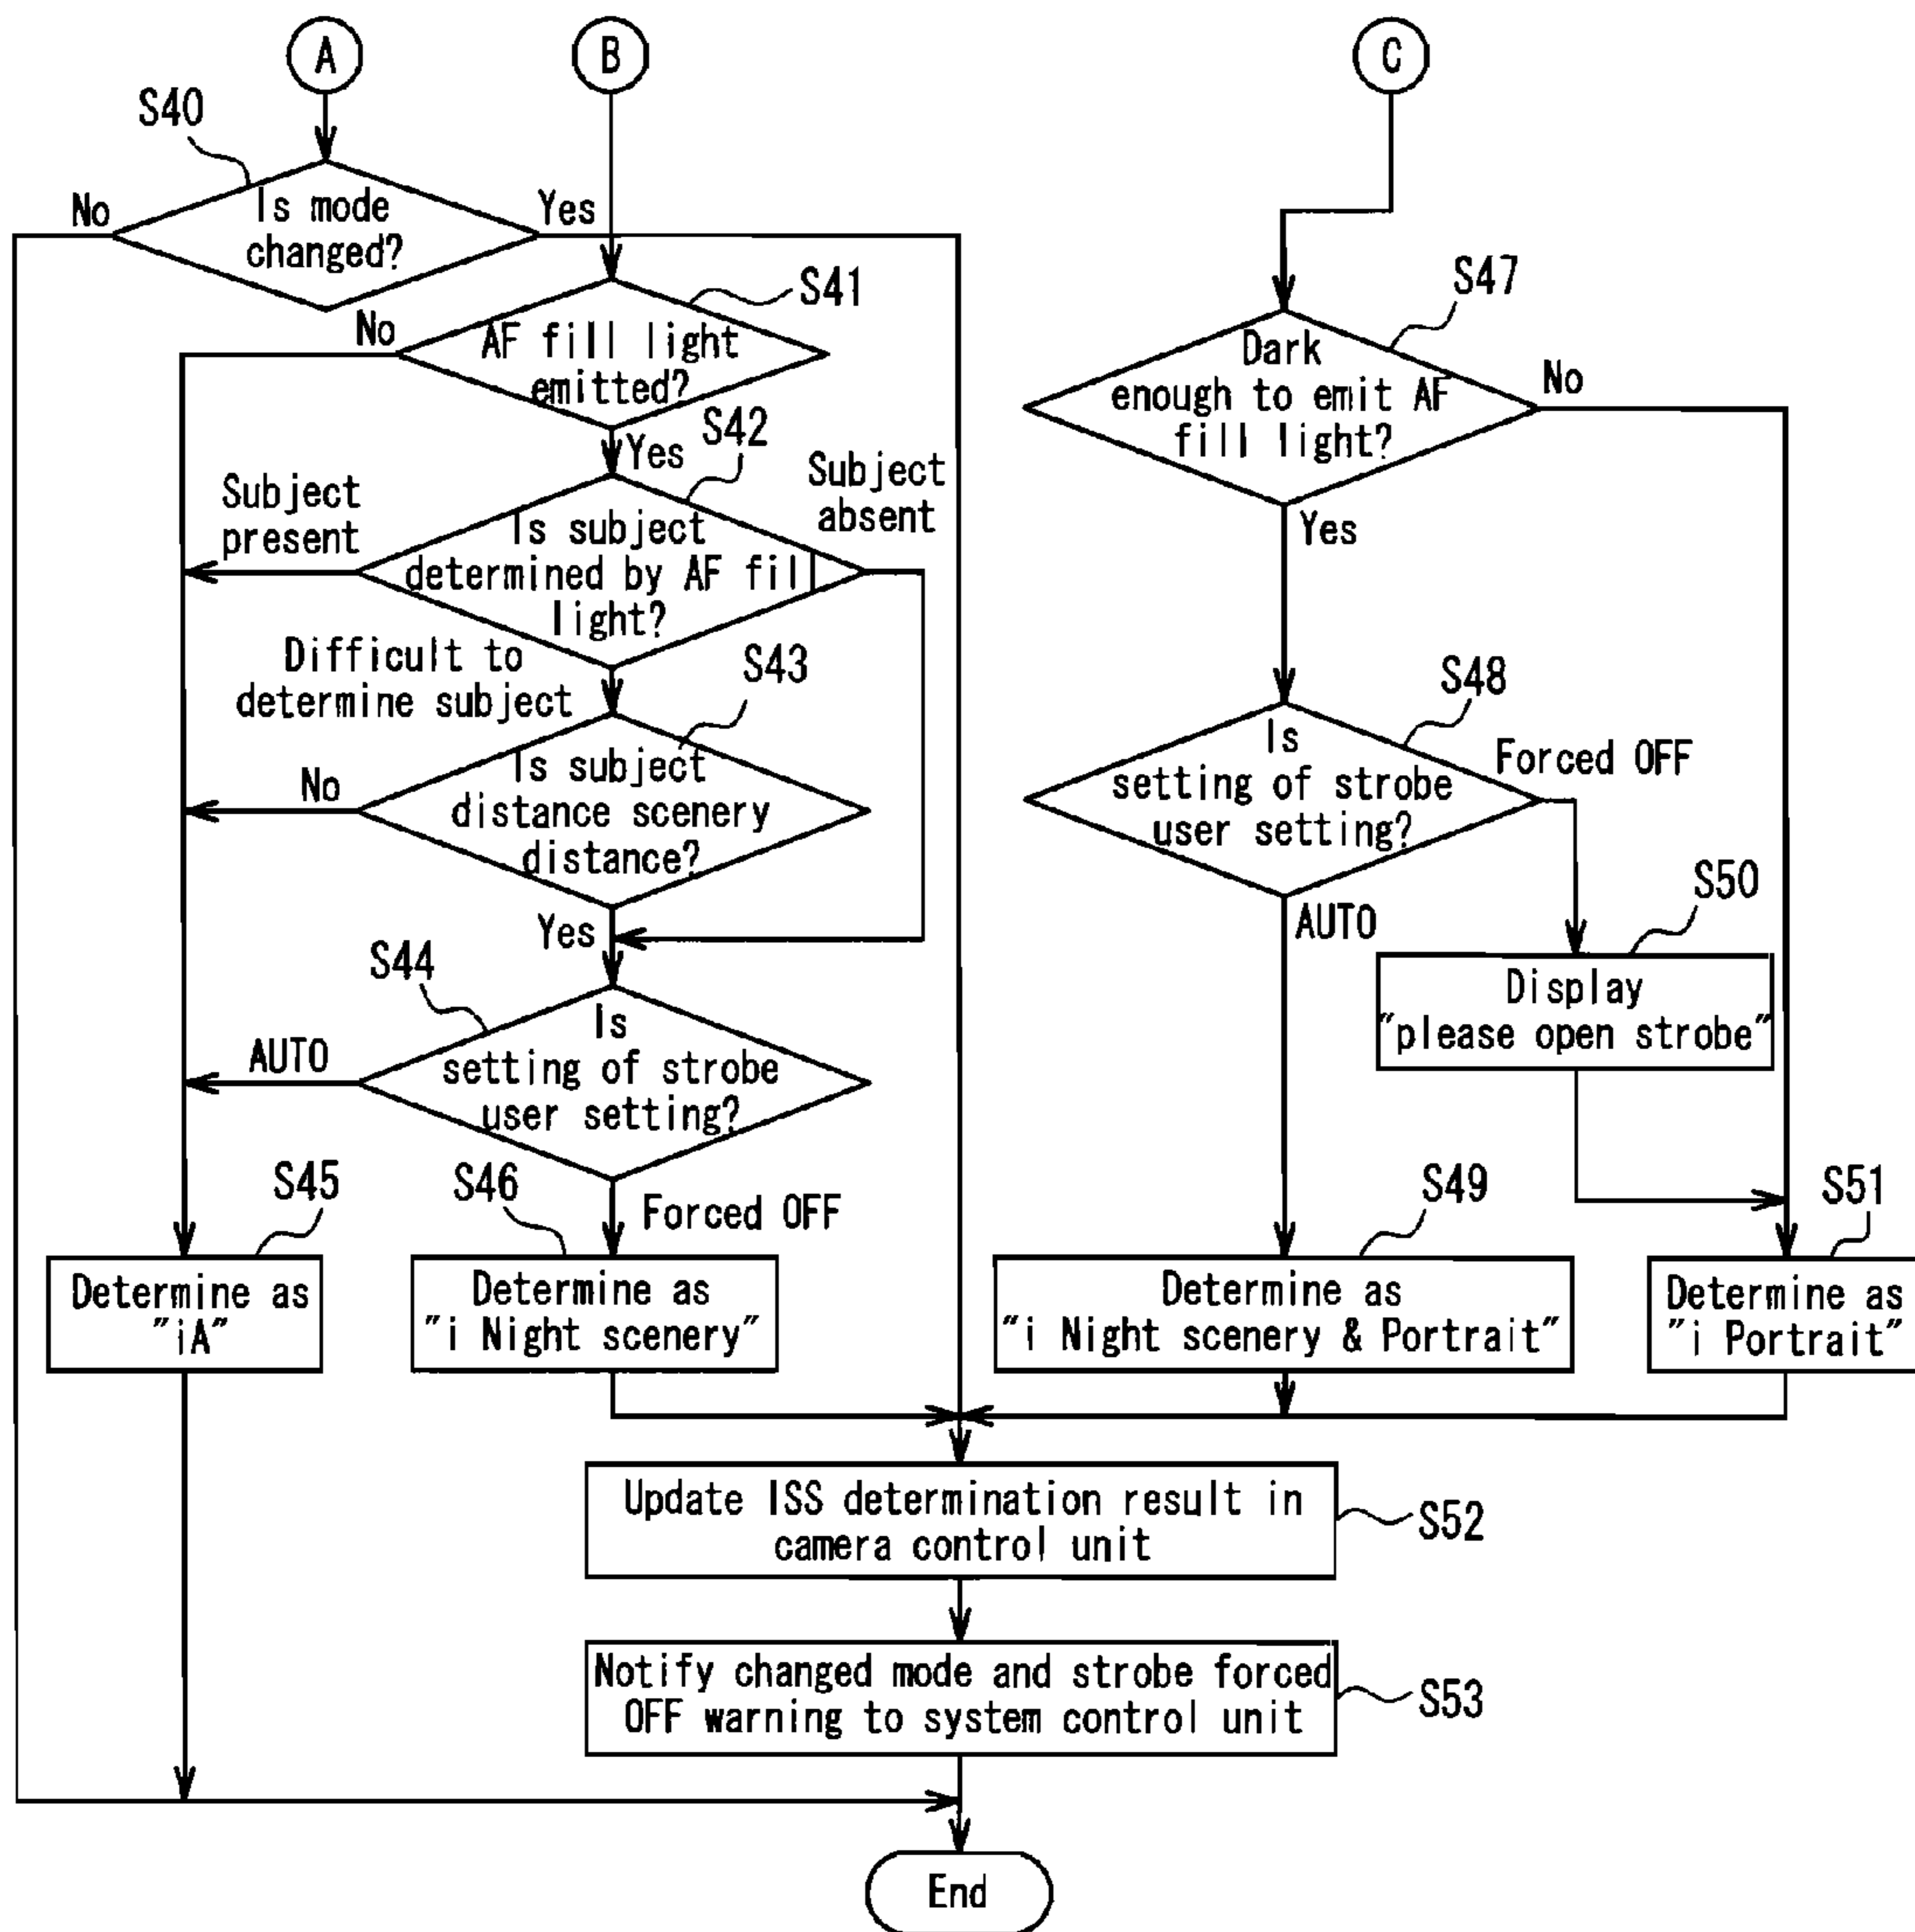 A
B
C
S40
Is mode
changed?
No
Yes
S41
AF fill light
emitted?
No
Yes
S42
Is subject
determined by AF fill
light?
Subject
present
Subject
absent
Difficult to
determine subject
S43
Is subject
distance scenery
distance?
No
Yes
S44
Is
setting of strobe
user setting?
AUTO
Forced OFF
S45
Determine as
"iA"
S46
Determine as
"i Night scenery"
S47
Dark
enough to emit AF
fill light?
No
Yes
S48
Is
setting of strobe
user setting?
Forced OFF
AUTO
S50
Display
"please open strobe"
S49
Determine as
"i Night scenery & Portrait"
S51
Determine as
"i Portrait"
Update ISS determination result in
camera control unit
S52
Notify changed mode and strobe forced
OFF warning to system control unit
S53
End